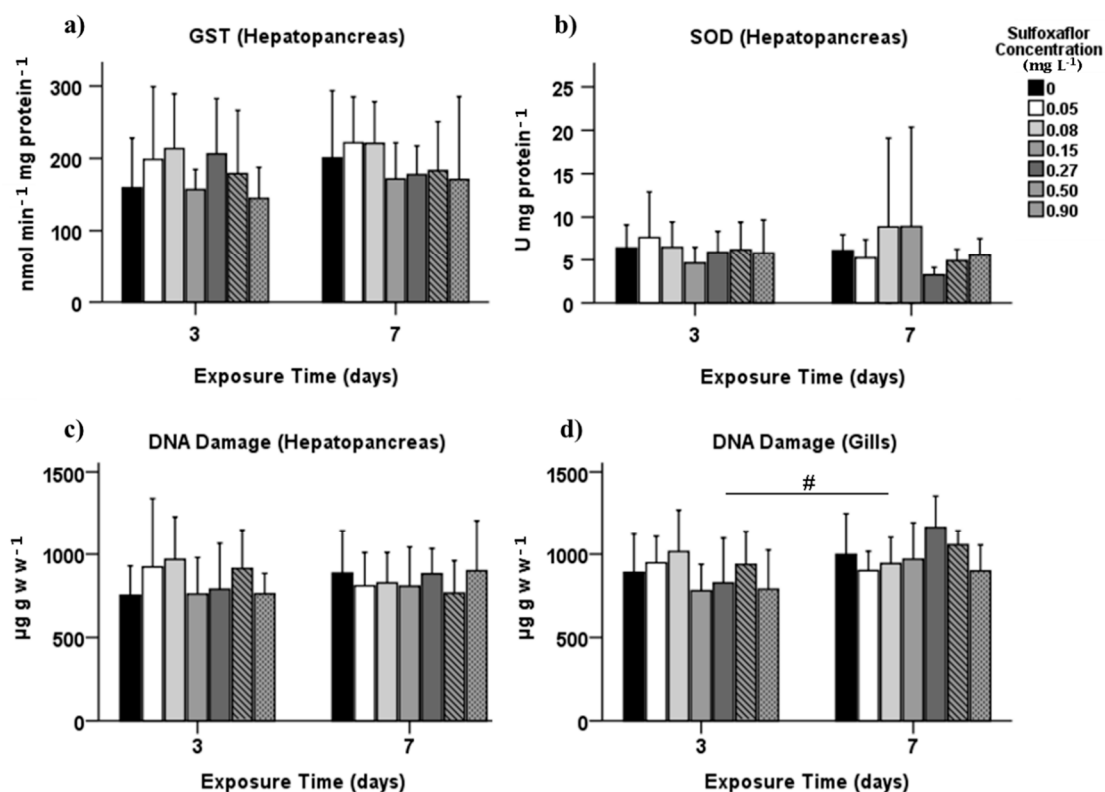 a)
GST (Hepatopancreas)
nmol min⁻¹ mg protein⁻¹
300
200
100
0
3
7
Exposure Time (days)
b)
SOD (Hepatopancreas)
U mg protein⁻¹
25
20
15
10
5
0
3
7
Exposure Time (days)
Sulfoxaflor
Concentration
(mg L⁻¹)
0
0.05
0.08
0.15
0.27
0.50
0.90
c)
DNA Damage (Hepatopancreas)
µg g w w⁻¹
1500
1000
500
0
3
7
Exposure Time (days)
d)
DNA Damage (Gills)
µg g w w⁻¹
1500
1000
500
0
#
3
7
Exposure Time (days)